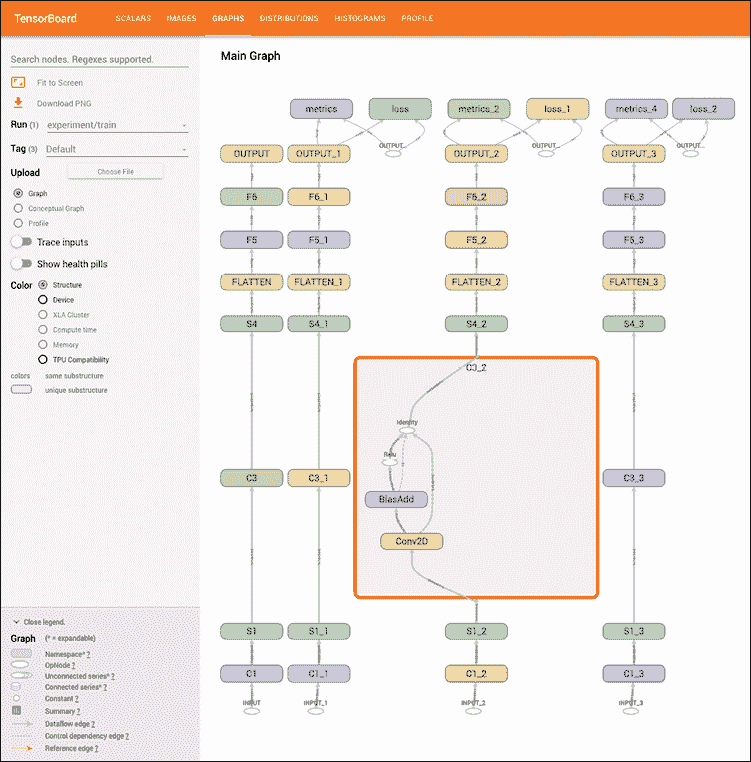 TensorBoard SCALARS IMAGES GRAPHS DISTRIBUTIONS HISTOGRAMS PROFILE
Search nodes. Regexes supported.
Fit to Screen
Download PNG
Run (1) experiment/train
Tag (3) Default
Upload Choose File
Graph
Conceptual Graph
Profile
Trace inputs
Show health pills
Color Structure
Device
XLA Cluster
Compute time
Memory
TPU Compatibility
colors same substructure
unique substructure
Close legend.
Graph (* = expandable)
Namespace* ?
OpNode ?
Unconnected series* ?
Connected series* ?
Constant ?
Summary ?
Dataflow edge ?
Control dependency edge ?
Reference edge ?
Main Graph
metrics loss metrics_2 loss_1 metrics_4 loss_2
OUTPUT_... OUTPUT_... OUTPUT_...
OUTPUT OUTPUT_1 OUTPUT_2 OUTPUT_3
F6 F6_1 F6_2 F6_3
F5 F5_1 F5_2 F5_3
FLATTEN FLATTEN_1 FLATTEN_2 FLATTEN_3
S4 S4_1 S4_2 S4_3
C3_2
Identity
Relu
C3 C3_1 C3_3
BiasAdd
Conv2D
S1 S1_1 S1_2 S1_3
C1 C1_1 C1_2 C1_3
INPUT INPUT_1 INPUT_2 INPUT_3